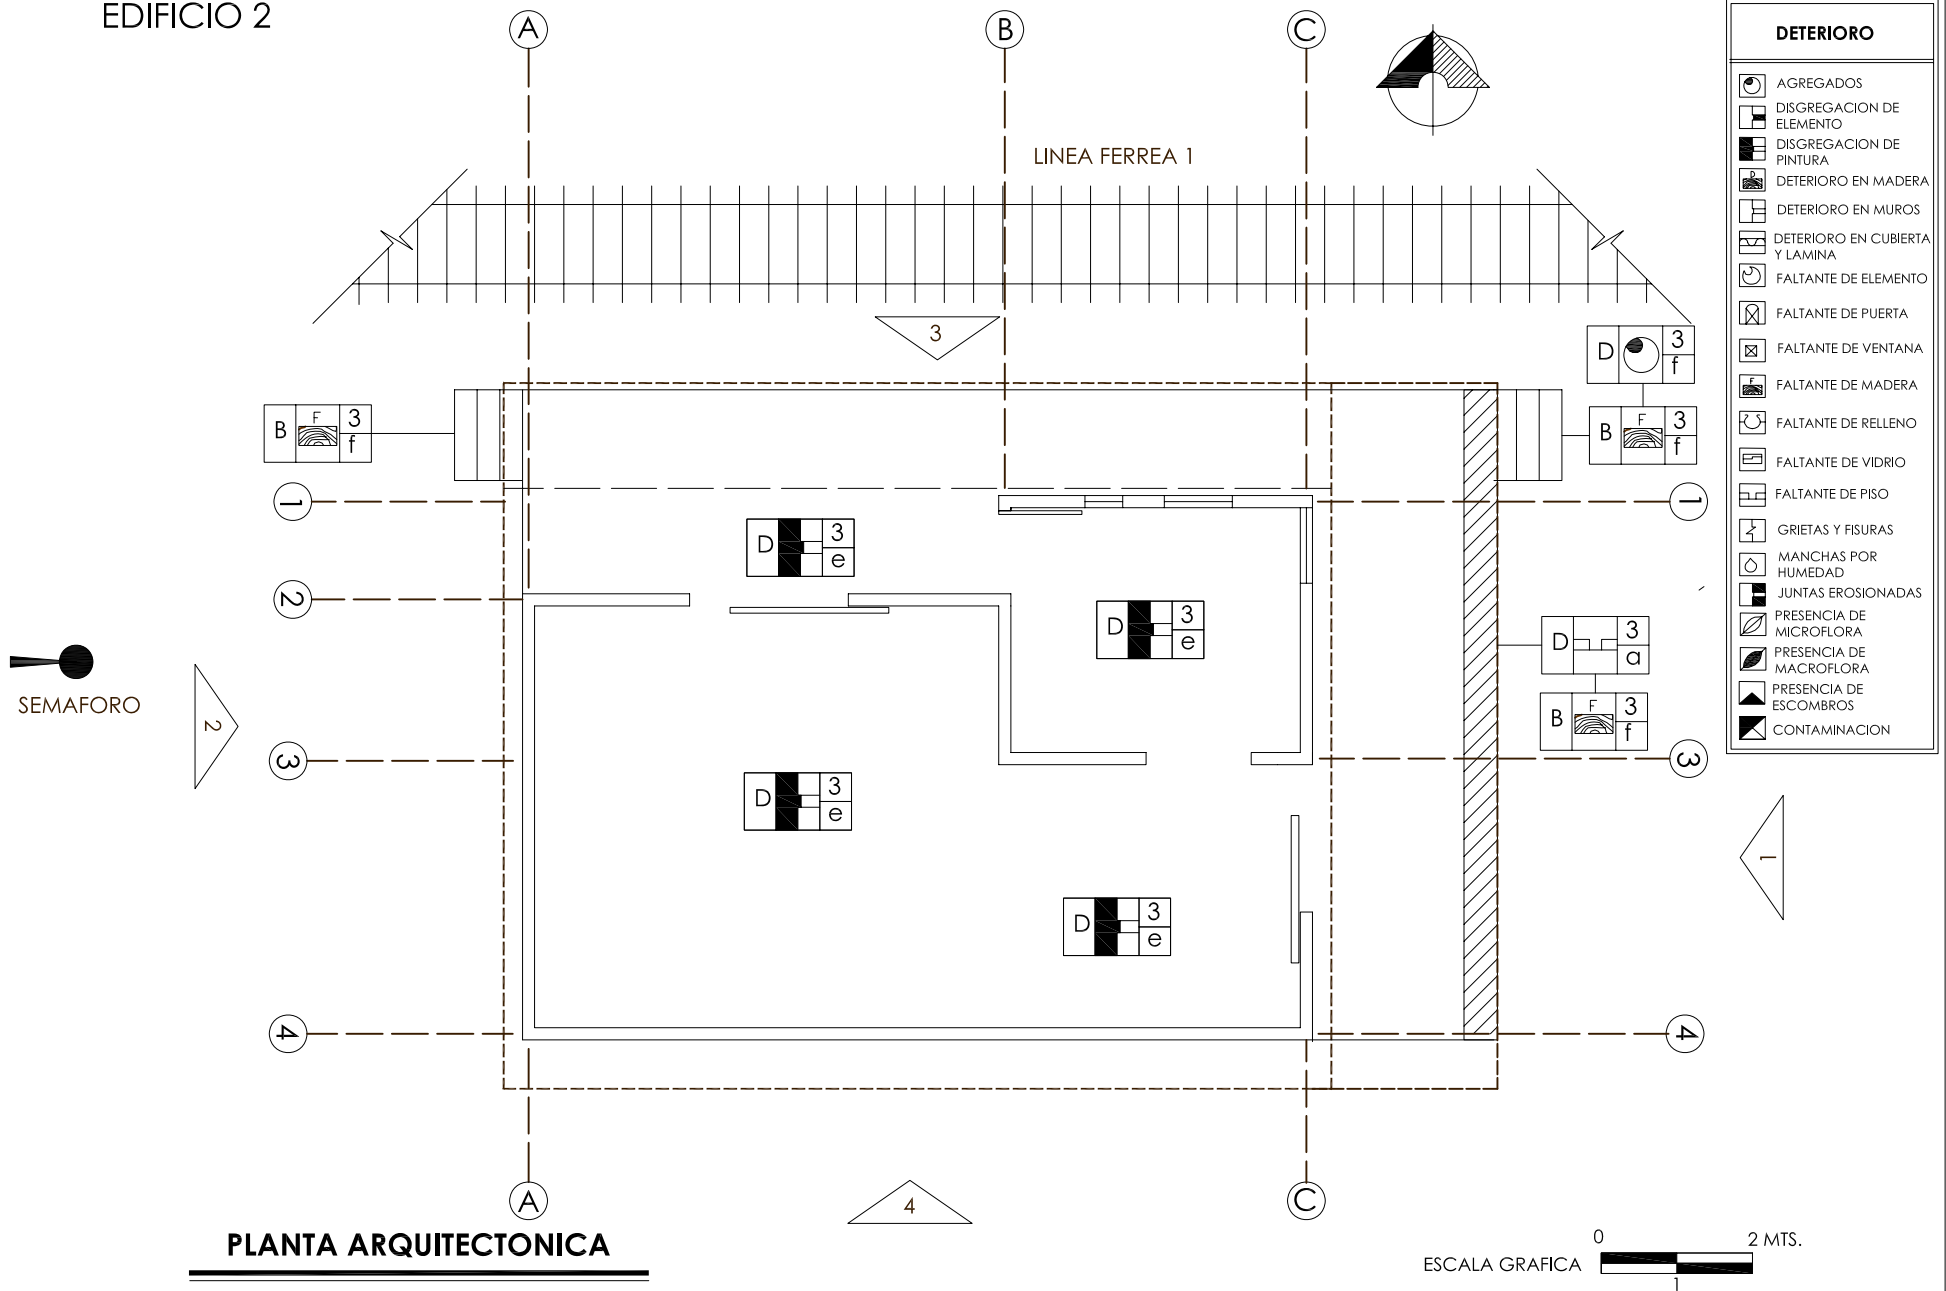 EDIFICIO 2
A
B
C
LINEA FERREA 1
3
D 3 f
B F 3 f
B F 3 f
1
1
D 3 e
2
D 3 e
SEMAFORO
2
D 3 a
B F 3 f
3
3
D 3 e
1
D 3 e
4
4
A
C
4
PLANTA ARQUITECTONICA
ESCALA GRAFICA
0
2 MTS.
1
DETERIORO
AGREGADOS
DISGREGACION DE
ELEMENTO
DISGREGACION DE
PINTURA
D
DETERIORO EN MADERA
DETERIORO EN MUROS
DETERIORO EN CUBIERTA
Y LAMINA
FALTANTE DE ELEMENTO
FALTANTE DE PUERTA
FALTANTE DE VENTANA
F
FALTANTE DE MADERA
FALTANTE DE RELLENO
FALTANTE DE VIDRIO
FALTANTE DE PISO
GRIETAS Y FISURAS
MANCHAS POR
HUMEDAD
JUNTAS EROSIONADAS
PRESENCIA DE
MICROFLORA
PRESENCIA DE
MACROFLORA
PRESENCIA DE
ESCOMBROS
CONTAMINACION